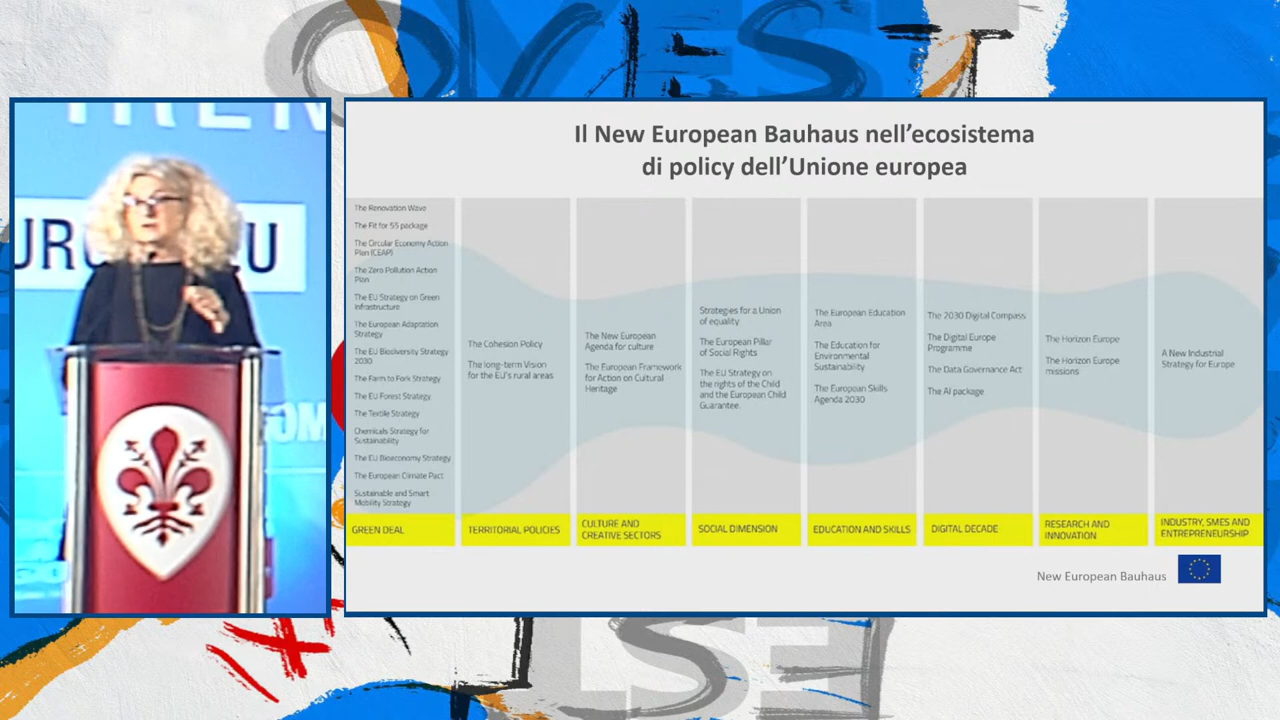 OVEST
IREN
URO
U
OM
Il New European Bauhaus nell'ecosistema
di policy dell'Unione europea
The Renovation Wave
The Fit for 55 package
The Circular Economy Action
Plan (CEAP)
The Zero Pollution Action
Plan
The EU Strategy on Green
Infrastructure
The European Adaptation
Strategy
The EU Biodiversity Strategy
2030
The Farm to Fork Strategy
The EU Forest Strategy
The Textile Strategy
Chemicals Strategy for
Sustainability
The EU Bioeconomy Strategy
The European Climate Pact
Sustainable and Smart
Mobility Strategy
GREEN DEAL
The Cohesion Policy
The long-term Vision
for the EU's rural areas
TERRITORIAL POLICIES
The New European
Agenda for culture
The European Framework
for Action on Cultural
Heritage
CULTURE AND
CREATIVE SECTORS
Strategies for a Union
of equality
The European Pillar
of Social Rights
The EU Strategy on
the rights of the Child
and the European Child
Guarantee.
SOCIAL DIMENSION
The European Education
Area
The Education for
Environmental
Sustainability
The European Skills
Agenda 2030
EDUCATION AND SKILLS
The 2030 Digital Compass
The Digital Europe
Programme
The Data Governance Act
The AI package
DIGITAL DECADE
The Horizon Europe
The Horizon Europe
missions
RESEARCH AND
INNOVATION
A New Industrial
Strategy for Europe
INDUSTRY, SMES AND
ENTREPRENEURSHIP
New European Bauhaus